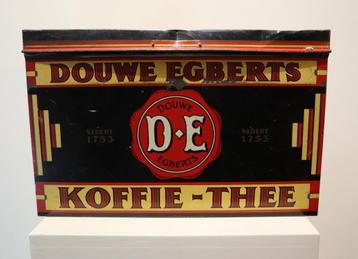 DOUWE EGBERTS
DOUWE
D·E
EGBERTS
SEDERT
1753
SEDERT
1753
KOFFIE-THEE